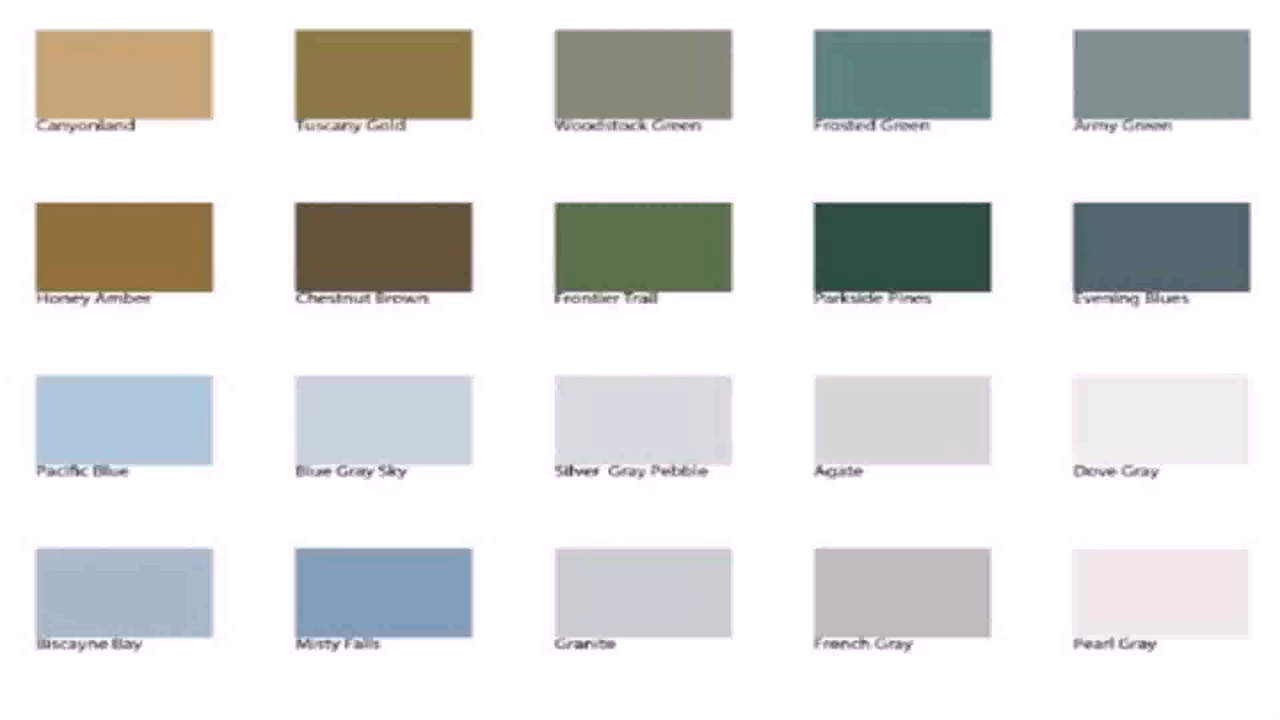 Canyonland
Tuscany Gold
Woodstock Green
Frosted Green
Army Green
Honey Amber
Chestnut Brown
Frontier Trail
Parkside Pines
Evening Blues
Pacific Blue
Blue Gray Sky
Silver Gray Pebble
Agate
Dove Gray
Biscayne Bay
Misty Falls
Granite
French Gray
Pearl Gray